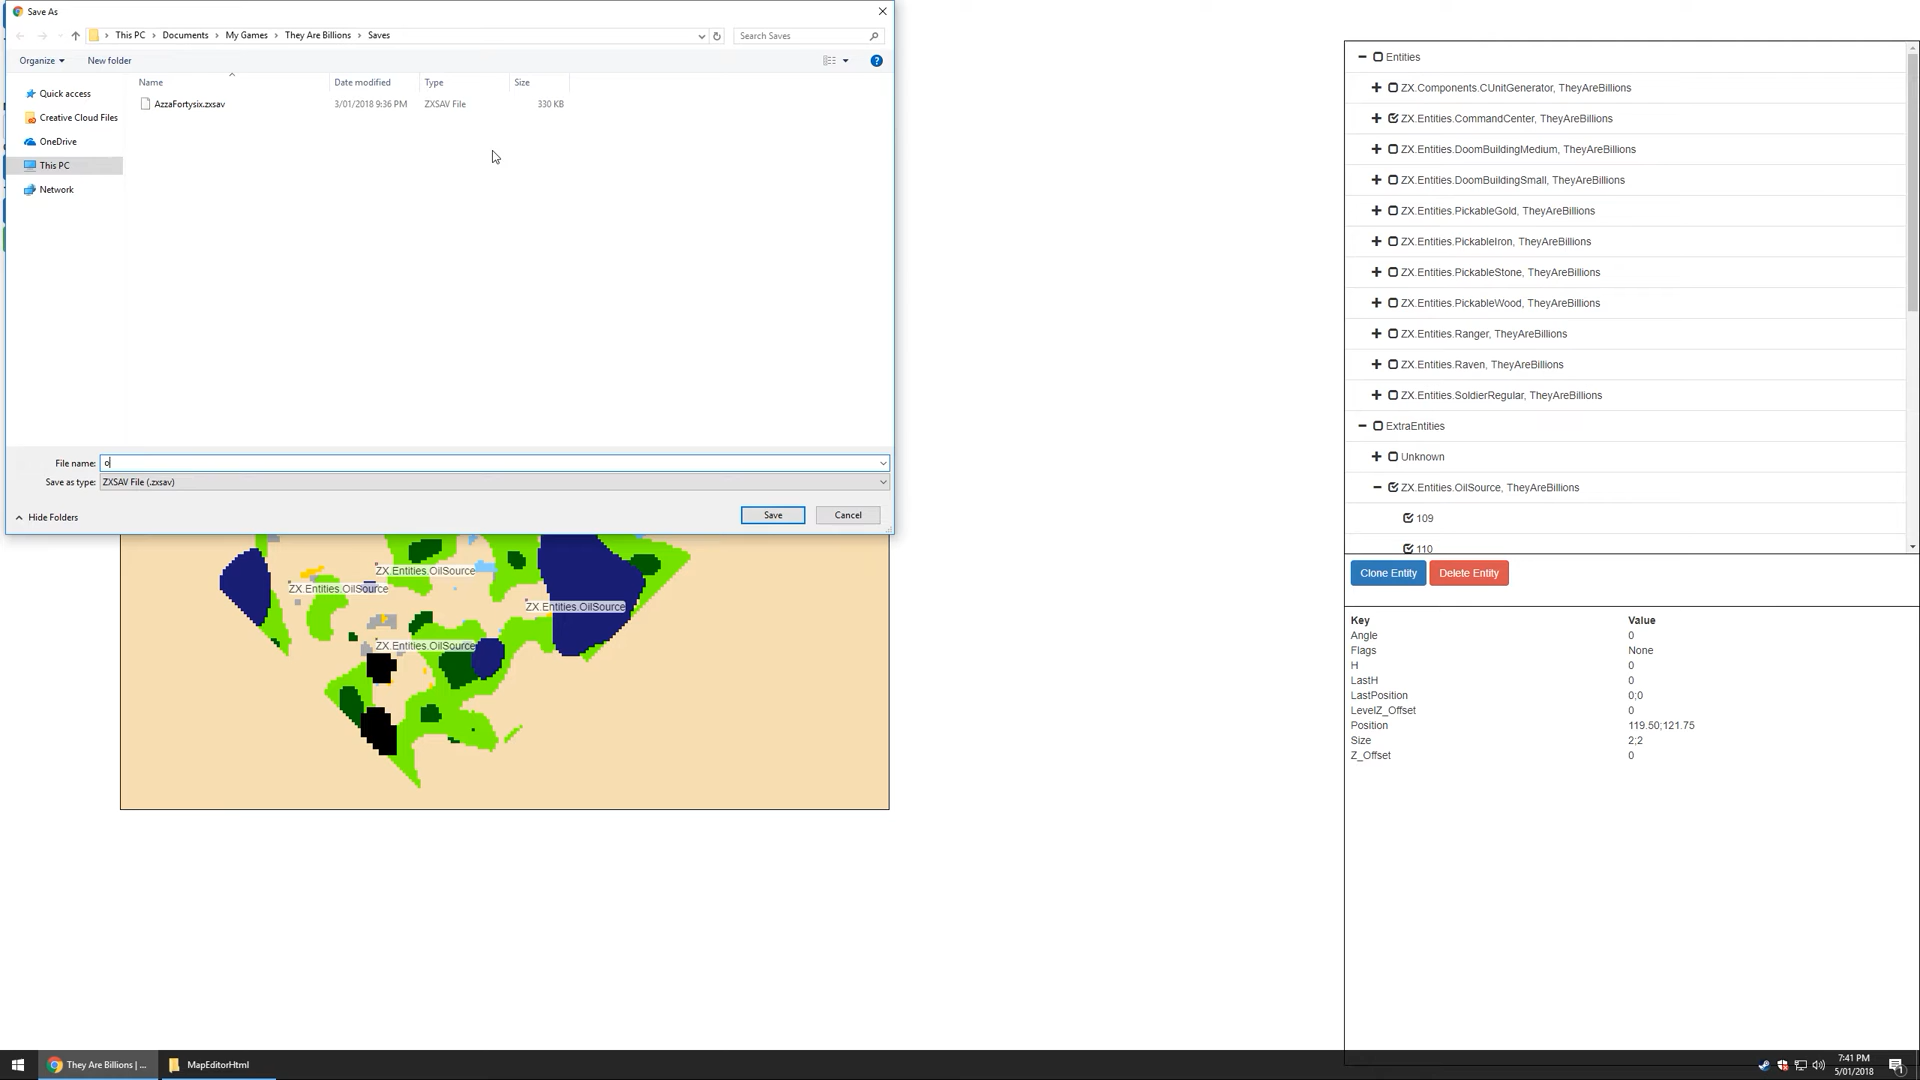 Save As
This PC > Documents > My Games > They Are Billions > Saves
Search Saves
Organize
New folder
Name
Date modified
Type
Size
AzzaFortysix.zxsav
3/01/2018 9:36 PM
ZXSAV File
330 KB
Quick access
Creative Cloud Files
OneDrive
This PC
Network
File name:
o
Save as type:
ZXSAV File (.zxsav)
Hide Folders
Save
Cancel
ZX.Entities.OilSource
ZX.Entities.OilSource
ZX.Entities.OilSource
ZX.Entities.OilSource
Entities
ZX.Components.CUnitGenerator, TheyAreBillions
ZX.Entities.CommandCenter, TheyAreBillions
ZX.Entities.DoomBuildingMedium, TheyAreBillions
ZX.Entities.DoomBuildingSmall, TheyAreBillions
ZX.Entities.PickableGold, TheyAreBillions
ZX.Entities.PickableIron, TheyAreBillions
ZX.Entities.PickableStone, TheyAreBillions
ZX.Entities.PickableWood, TheyAreBillions
ZX.Entities.Ranger, TheyAreBillions
ZX.Entities.Raven, TheyAreBillions
ZX.Entities.SoldierRegular, TheyAreBillions
ExtraEntities
Unknown
ZX.Entities.OilSource, TheyAreBillions
109
110
Clone Entity
Delete Entity
Key Value
Angle 0
Flags None
H 0
LastH 0
LastPosition 0;0
LevelZ_Offset 0
Position 119.50;121.75
Size 2;2
Z_Offset 0
They Are Billions | ...
MapEditorHtml
7:41 PM
5/01/2018
1